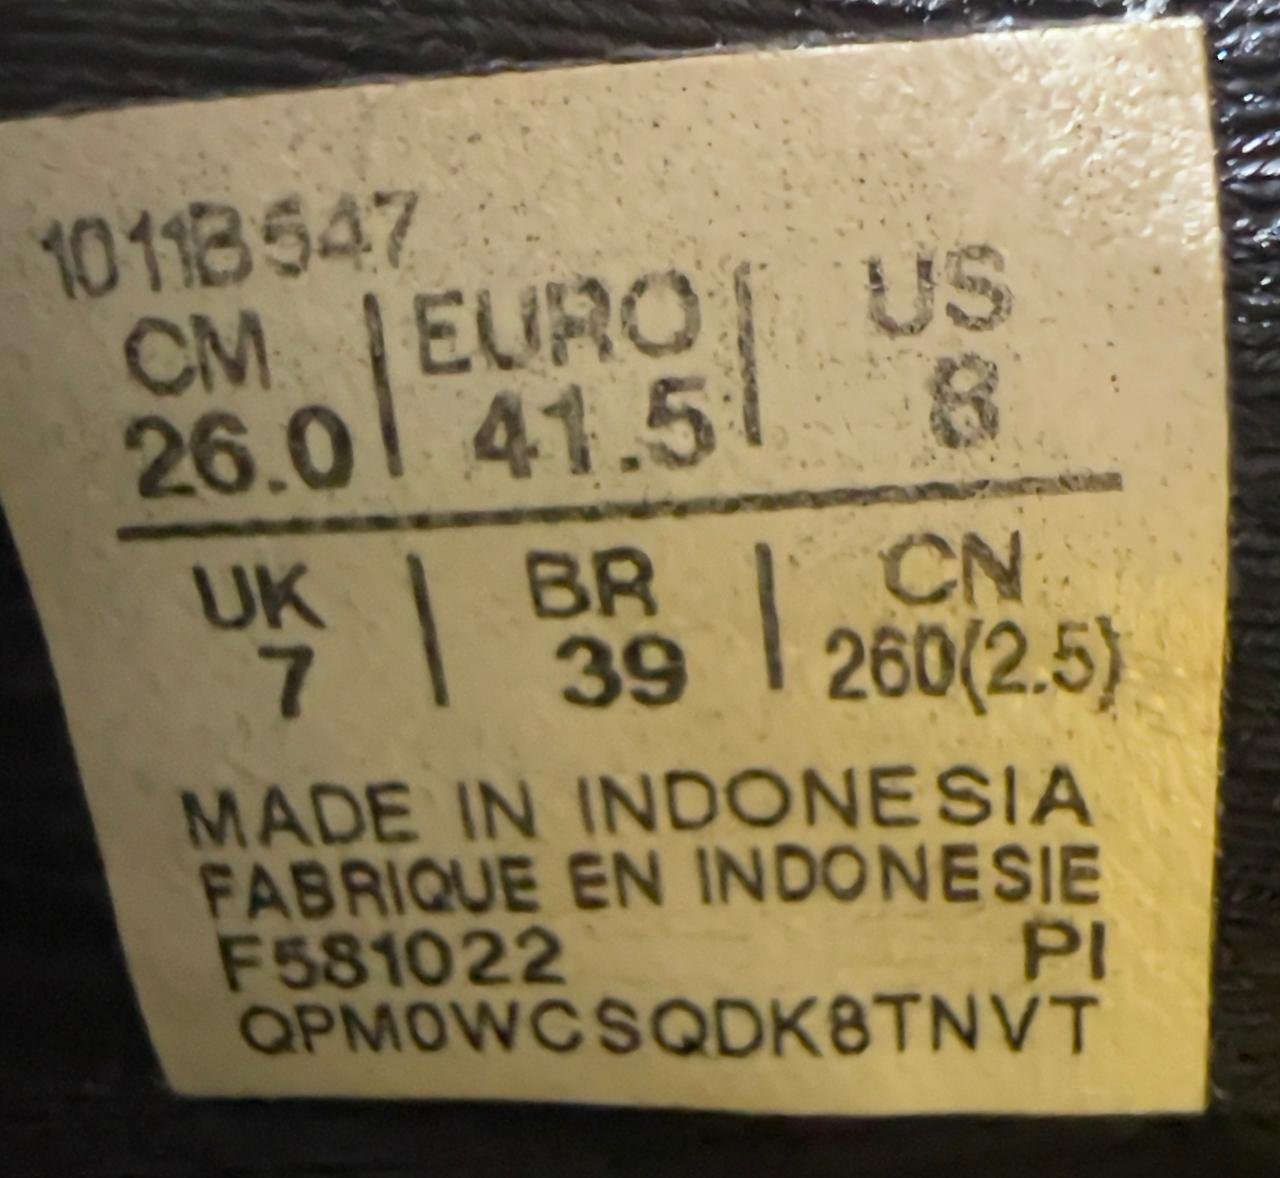 1011B547
CM | EURO | US
26.0 | 41.5 | 8
UK | BR | CN
7 | 39 | 260(2.5)
MADE IN INDONESIA
FABRIQUE EN INDONESIE
F581022 PI
QPM0WCSQDK8TNVT